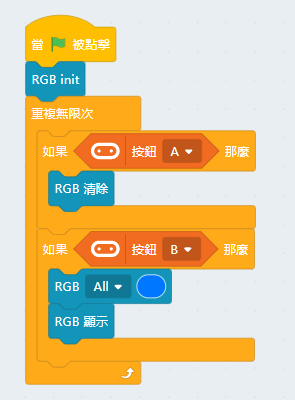 當 被點擊
RGB init
重複無限次
如果 按鈕 A 那麼
RGB 清除
如果 按鈕 B 那麼
RGB All
RGB 顯示